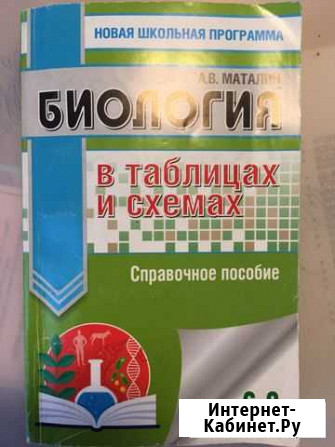 НОВАЯ ШКОЛЬНАЯ ПРОГРАММА
А.В. МАТАЛИН
БИОЛОГИЯ
в таблицах
и схемах
Справочное пособие
Интернет-
Кабинет.Ру